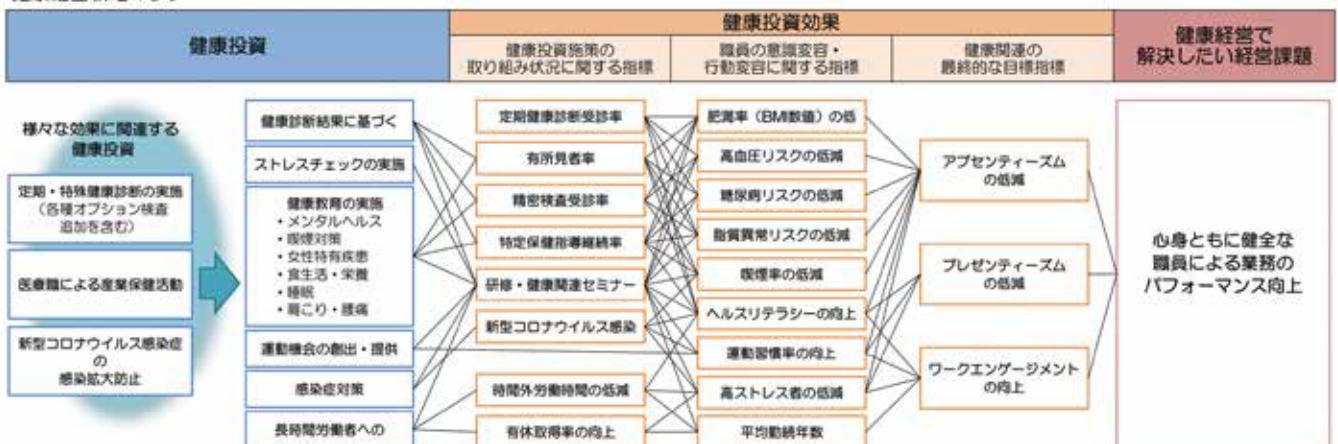 健康投資
健康投資効果
健康投資施策の
取り組み状況に関する指標
職員の意識変容・
行動変容に関する指標
健康関連の
最終的な目標指標
健康経営で
解決したい経営課題
様々な効果に関連する
健康投資
定期・特殊健康診断の実施
(各種オプション検査
追加を含む)
医療職による産業保健活動
新型コロナウイルス感染症
の
感染拡大防止
健康診断結果に基づく
ストレスチェックの実施
健康教育の実施
・メンタルヘルス
・喫煙対策
・女性特有疾患
・食生活・栄養
・睡眠
・肩こり・腰痛
運動機会の創出・提供
感染症対策
長時間労働者への
定期健康診断受診率
有所見者率
精密検査受診率
特定保健指導継続率
研修・健康関連セミナー
新型コロナウイルス感染
時間外労働時間の低減
有休取得率の向上
肥満率(BMI数値)の低
高血圧リスクの低減
糖尿病リスクの低減
脂質異常リスクの低減
喫煙率の低減
ヘルスリテラシーの向上
運動習慣率の向上
高ストレス者の低減
平均勤続年数
アブセンティーズム
の低減
プレゼンティーズム
の低減
ワークエンゲージメント
の向上
心身ともに健全な
職員による業務の
パフォーマンス向上